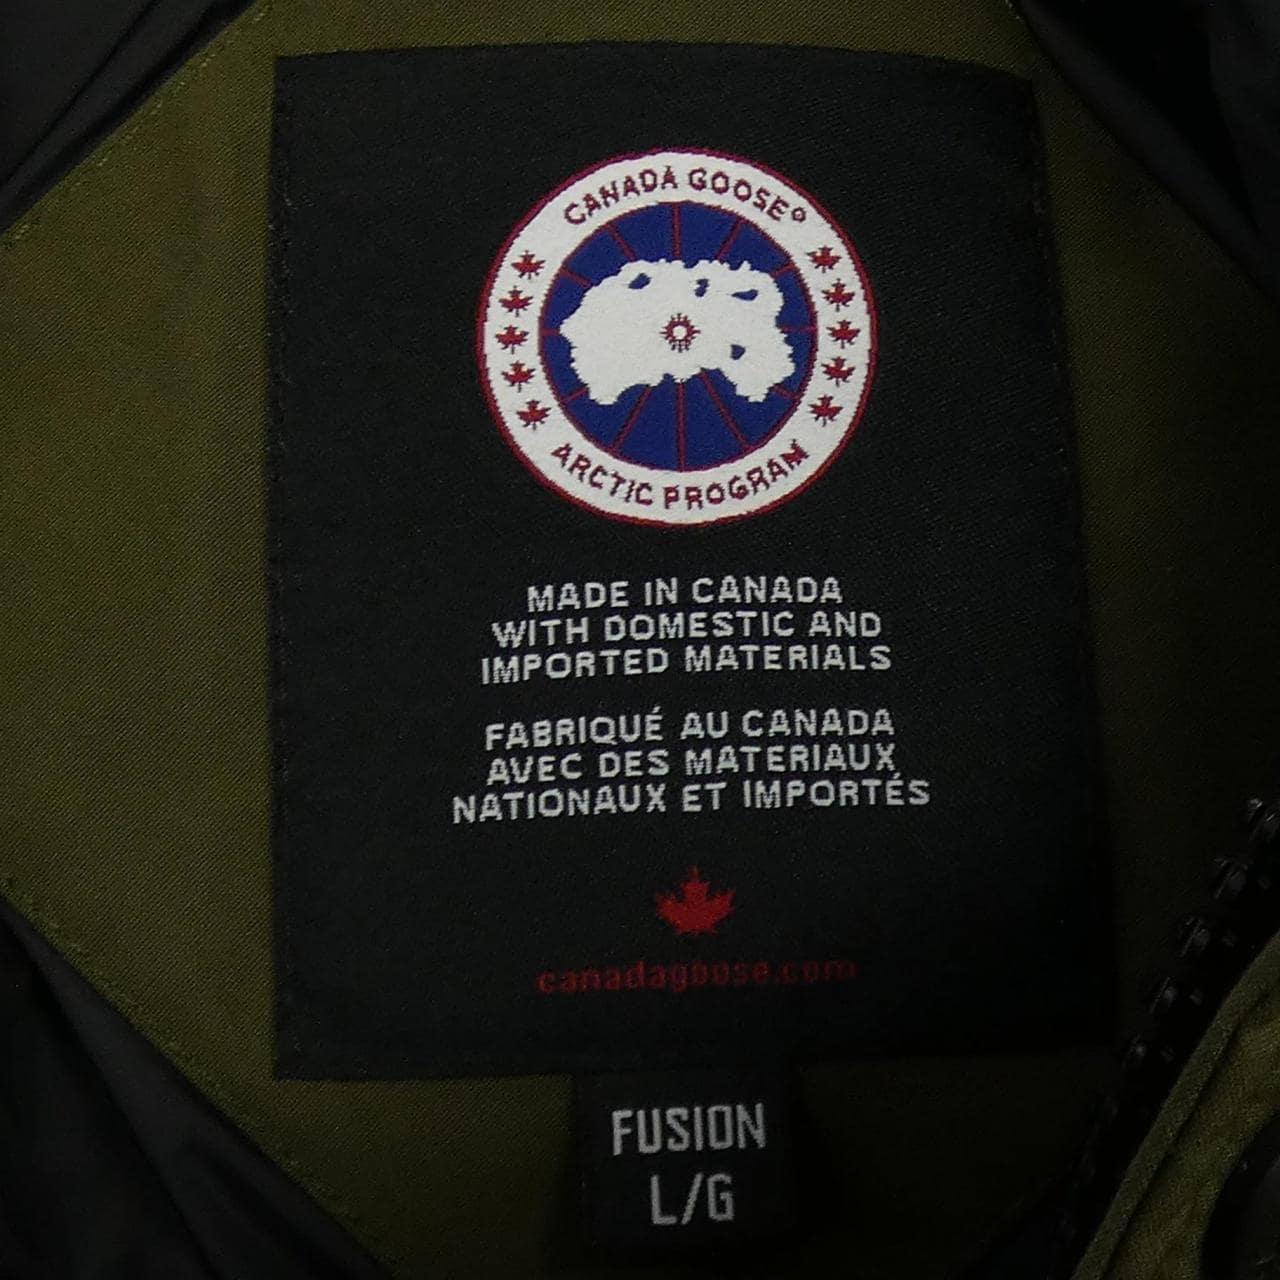 CANADA GOOSE®
ARCTIC PROGRAM
MADE IN CANADA
WITH DOMESTIC AND
IMPORTED MATERIALS
FABRIQUÉ AU CANADA
AVEC DES MATERIAUX
NATIONAUX ET IMPORTÉS
canadagoose.com
FUSION
L/G